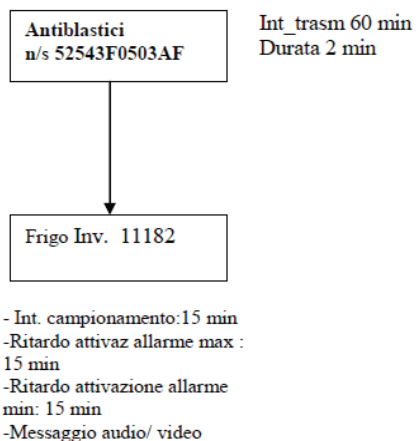 Antiblastici
n/s 52543F0503AF
Int_trasm 60 min
Durata 2 min
Frigo Inv. 11182
- Int. campionamento:15 min
-Ritardo attivaz allarme max :
15 min
-Ritardo attivazione allarme
min: 15 min
-Messaggio audio/ video